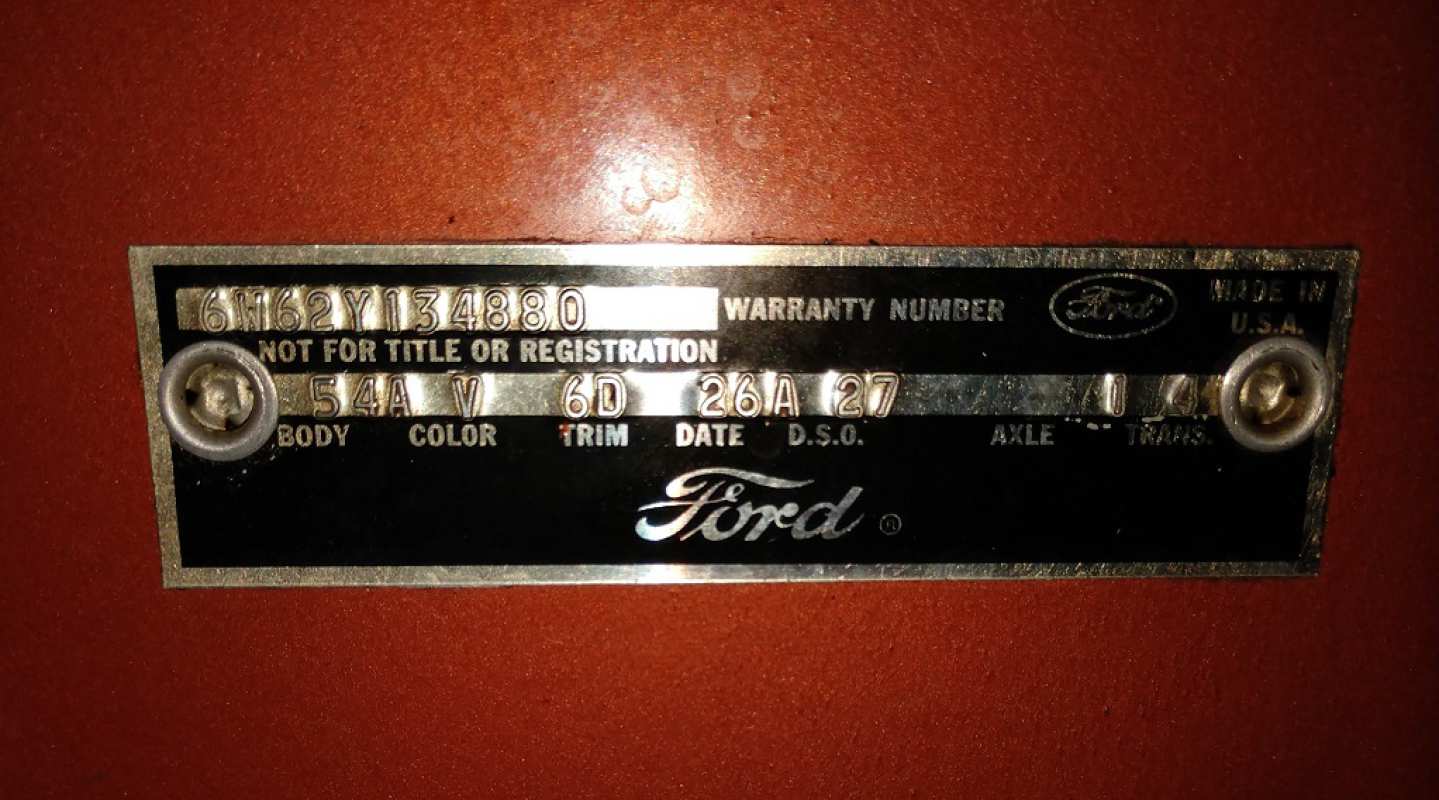 6W62Y134880 WARRANTY NUMBER Ford MADE IN U.S.A.
NOT FOR TITLE OR REGISTRATION
54A V 6D 26A 27 1 4
BODY COLOR TRIM DATE D.S.O. AXLE TRANS.
Ford ®